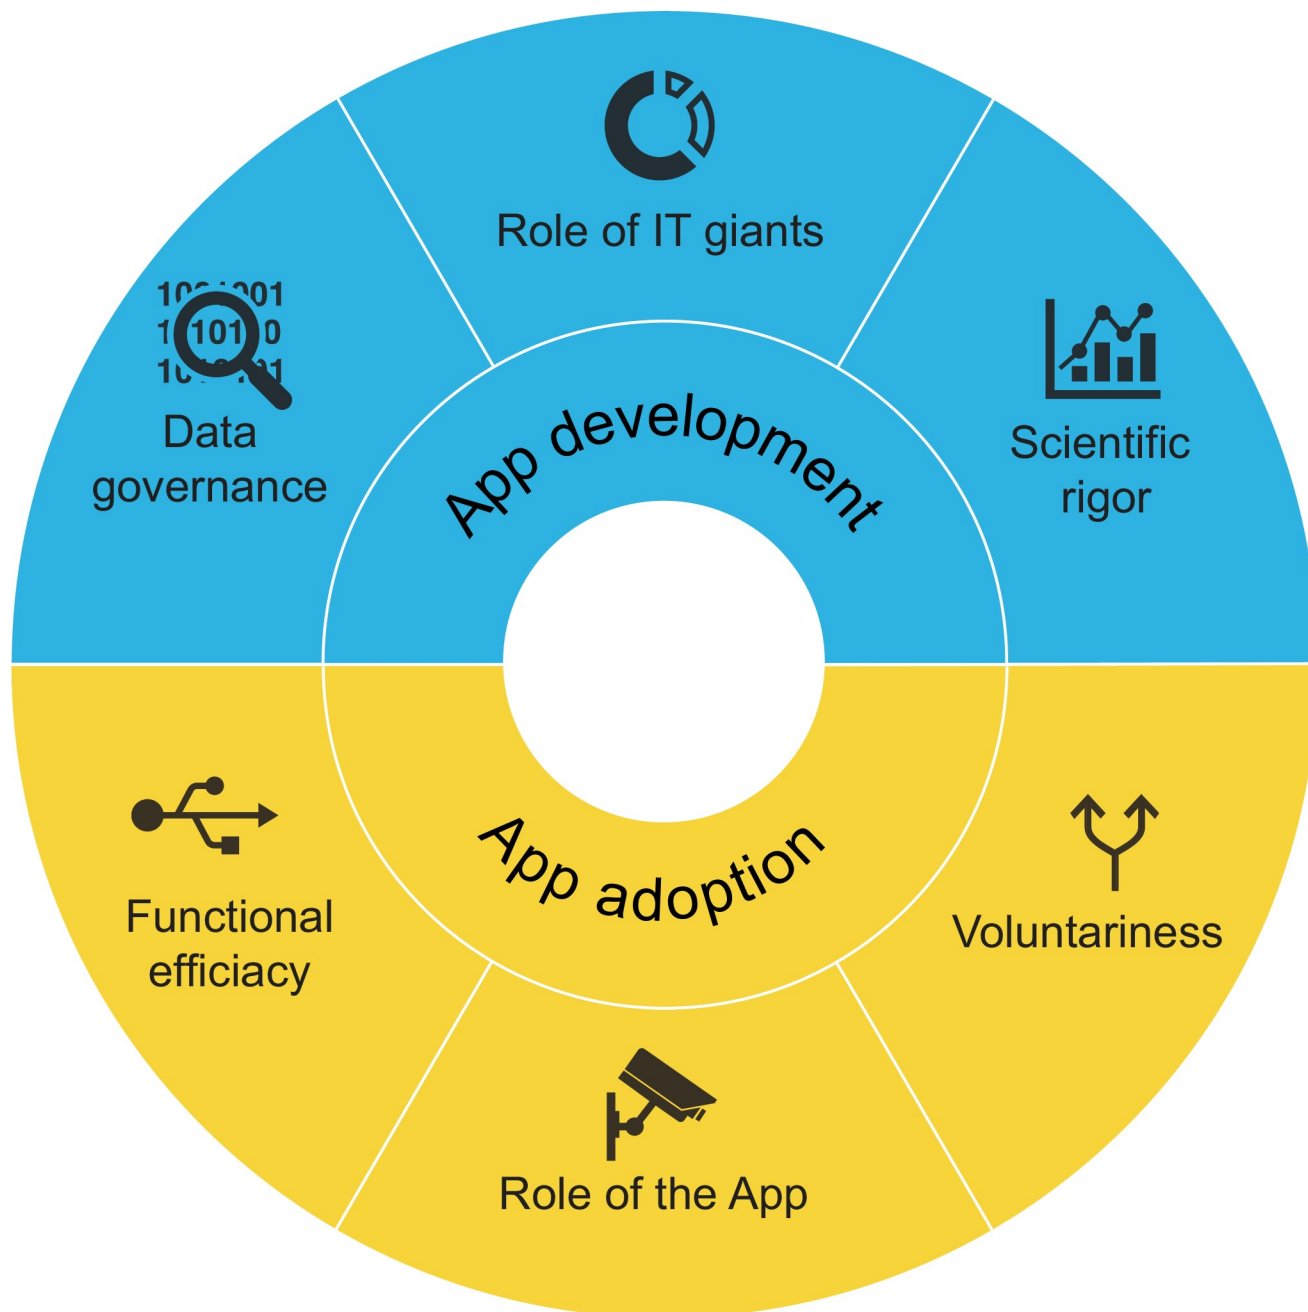 Role of IT giants
Data
governance
Scientific
rigor
App development
App adoption
Functional
efficiacy
Voluntariness
Role of the App